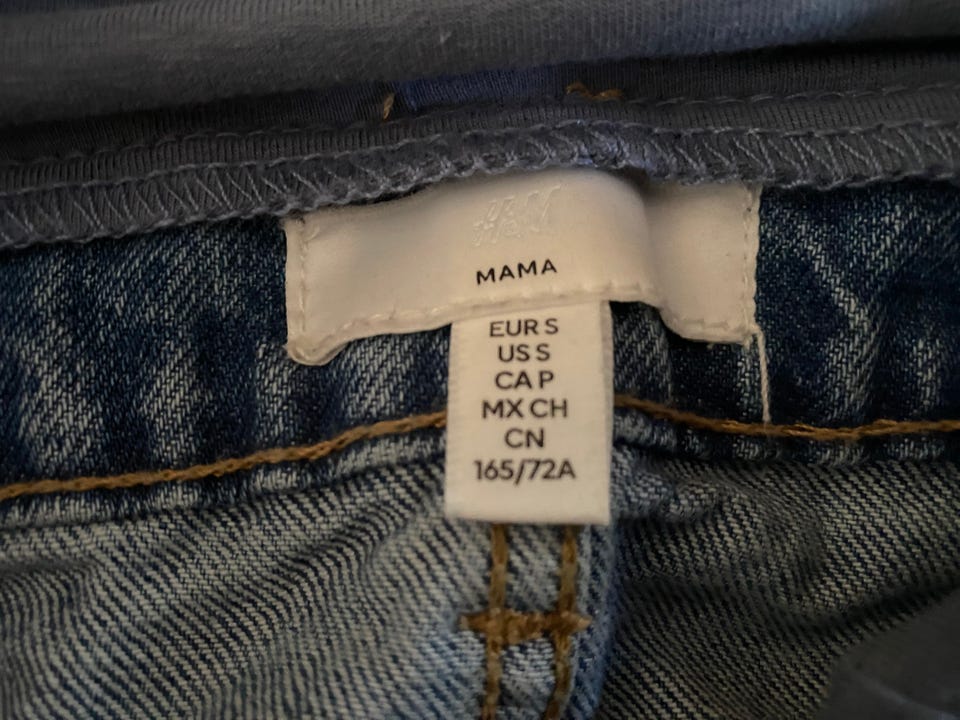 H&M
MAMA
EUR S
US S
CA P
MX CH
CN
165/72A